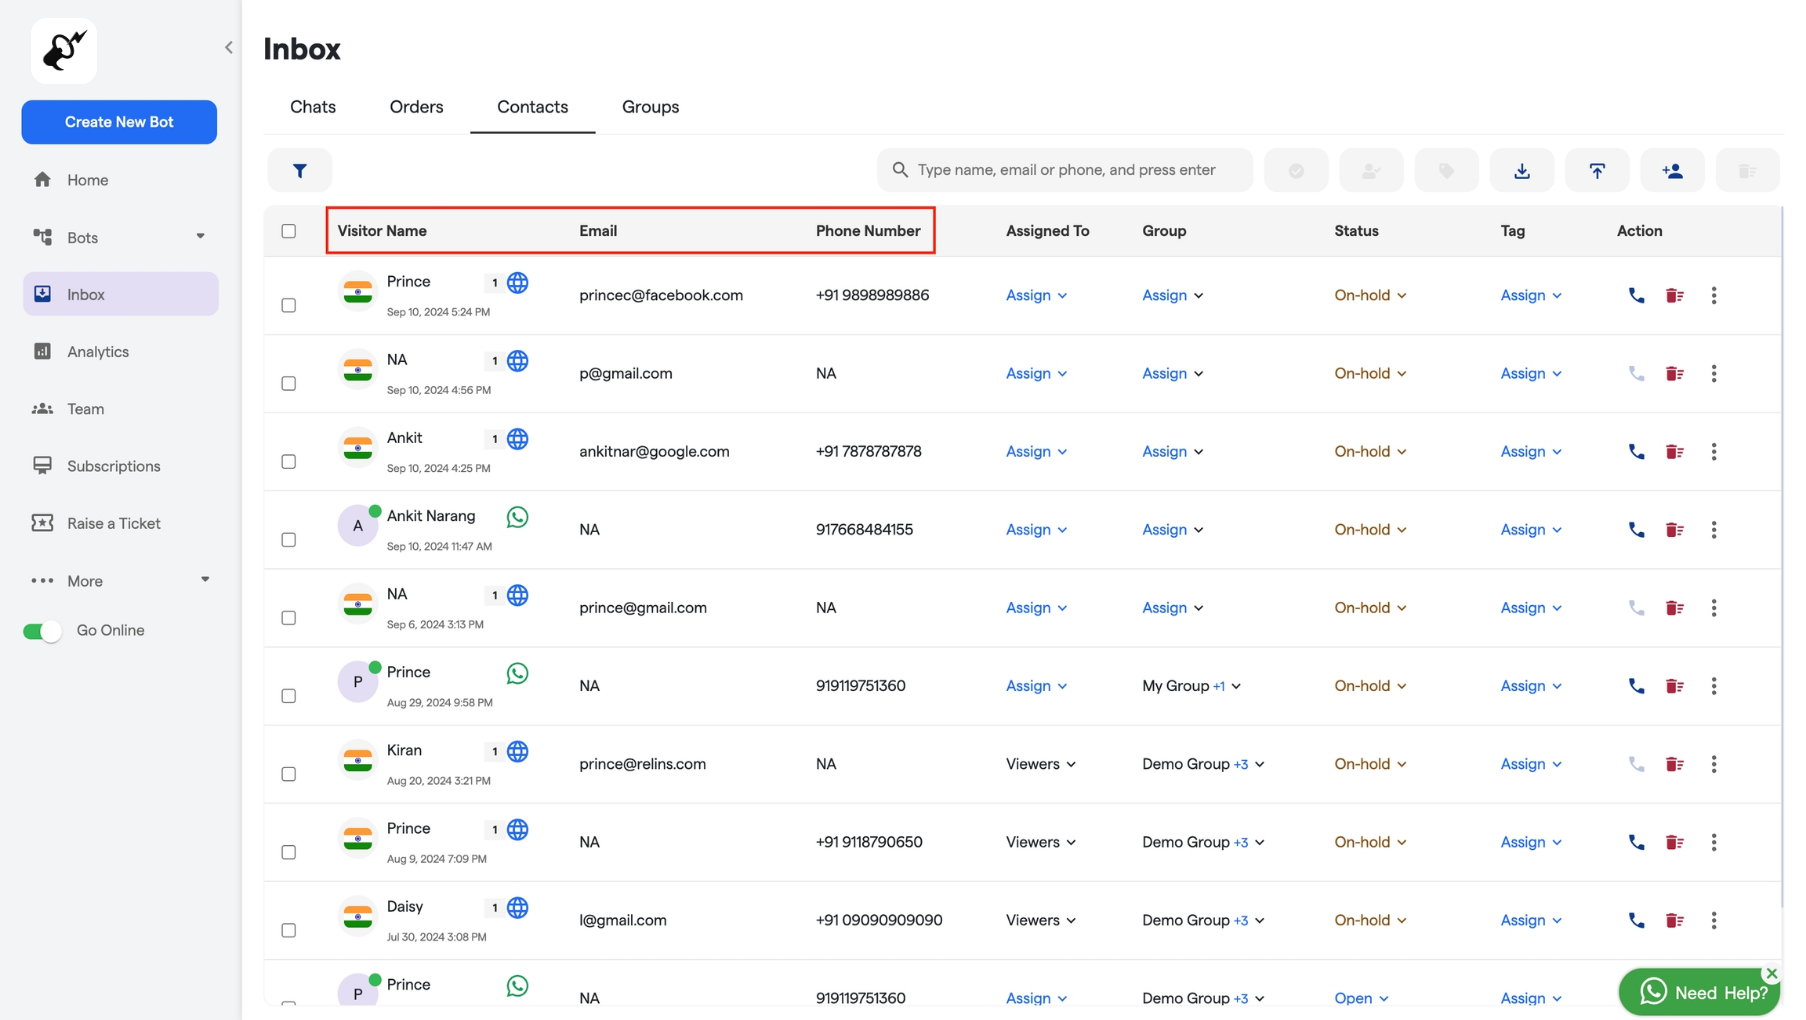 Inbox
Create New Bot
Home
Bots
Inbox
Analytics
Team
Subscriptions
Raise a Ticket
More
Go Online
Chats Orders Contacts Groups
Type name, email or phone, and press enter
Visitor Name Email Phone Number Assigned To Group Status Tag Action
Prince 1 princec@facebook.com +91 9898989886 Assign Assign On-hold Assign
Sep 10, 2024 5:24 PM
NA 1 p@gmail.com NA Assign Assign On-hold Assign
Sep 10, 2024 4:56 PM
Ankit 1 ankitnar@google.com +91 7878787878 Assign Assign On-hold Assign
Sep 10, 2024 4:25 PM
A Ankit Narang NA 917668484155 Assign Assign On-hold Assign
Sep 10, 2024 11:47 AM
NA 1 prince@gmail.com NA Assign Assign On-hold Assign
Sep 6, 2024 3:13 PM
P Prince NA 919119751360 Assign My Group +1 On-hold Assign
Aug 29, 2024 9:58 PM
Kiran 1 prince@relins.com NA Viewers Demo Group +3 On-hold Assign
Aug 20, 2024 3:21 PM
Prince 1 NA +91 9118790650 Viewers Demo Group +3 On-hold Assign
Aug 9, 2024 7:09 PM
Daisy 1 l@gmail.com +91 09090909090 Viewers Demo Group +3 On-hold Assign
Jul 30, 2024 3:08 PM
P Prince NA 919119751360 Assign Demo Group +3 Open Assign
Need Help?